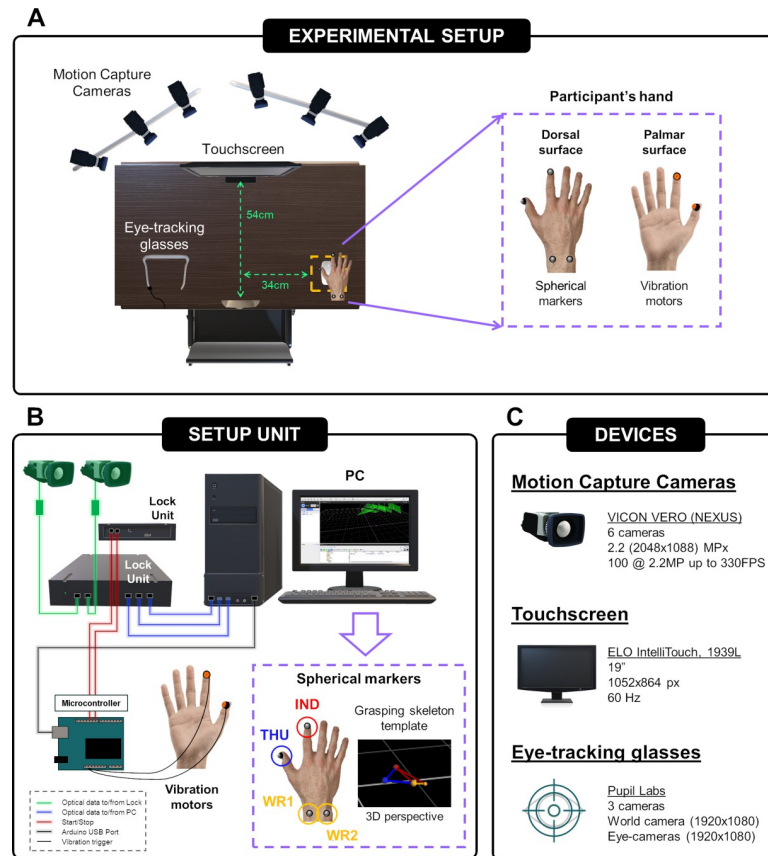 A
EXPERIMENTAL SETUP
Motion Capture
Cameras
Touchscreen
54cm
Eye-tracking
glasses
34cm
Participant's hand
Dorsal
surface
Palmar
surface
Spherical
markers
Vibration
motors
B
SETUP UNIT
Lock
Unit
Lock
Unit
PC
Microcontroller
Vibration
motors
Optical data to/from Lock
Optical data to/from PC
Start/Stop
Arduino USB Port
Vibration trigger
Spherical markers
IND
THU
WR1
WR2
Grasping skeleton
template
3D perspective
C
DEVICES
Motion Capture Cameras
VICON VERO (NEXUS)
6 cameras
2.2 (2048x1088) MPx
100 @ 2.2MP up to 330FPS
Touchscreen
ELO IntelliTouch, 1939L
19"
1052x864 px
60 Hz
Eye-tracking glasses
Pupil Labs
3 cameras
World camera (1920x1080)
Eye-cameras (1920x1080)